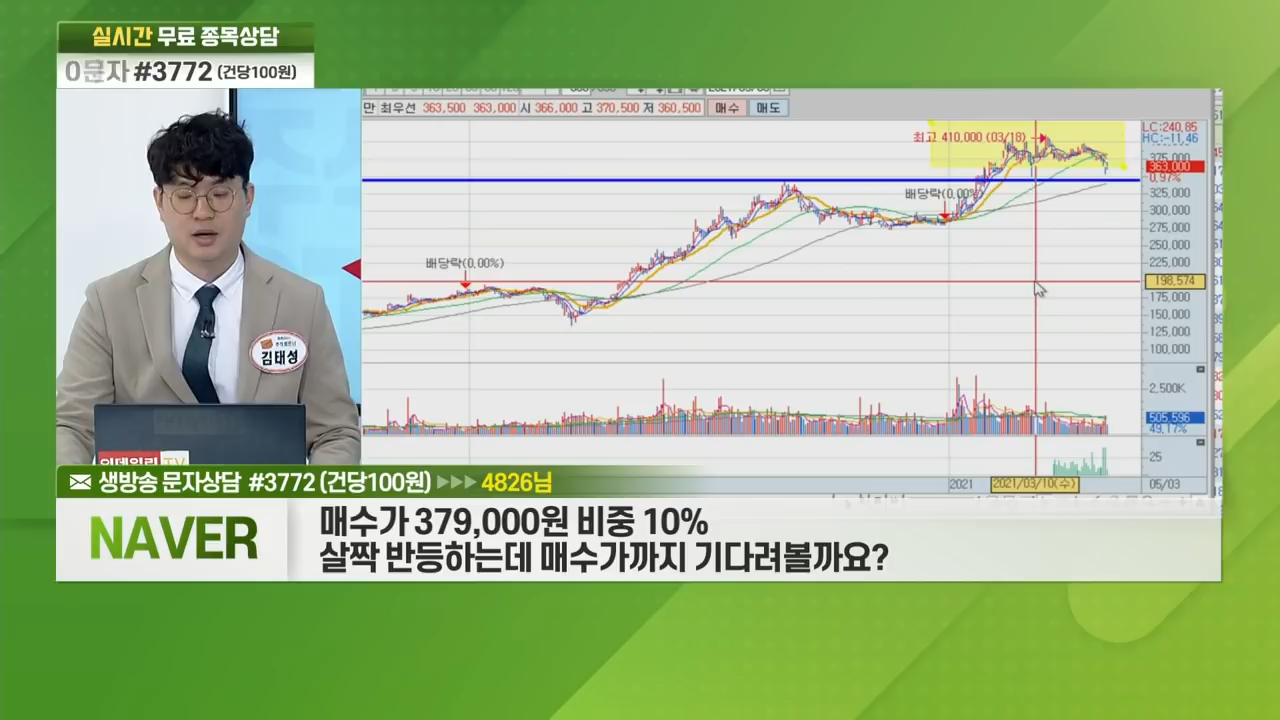 실시간 무료 종목상담
0문자 #3772 (건당100원)
만 최우선 363,500 363,000 시 366,000 고 370,500 저 360,500 매수 매도
최고 410,000 (03/18)
LC:240.85
HC:-11.46
375,000
363,000
0.97%
325,000
300,000
275,000
250,000
225,000
198,574
175,000
150,000
125,000
100,000
배당락(0.00%)
배당락(0.00%)
2,500K
505,596
49.17%
25
2021
2021/03/10(수)
05/03
김태성
이데일리 TV
생방송 문자상담 #3772 (건당100원) 4826님
NAVER
매수가 379,000원 비중 10%
살짝 반등하는데 매수가까지 기다려볼까요?